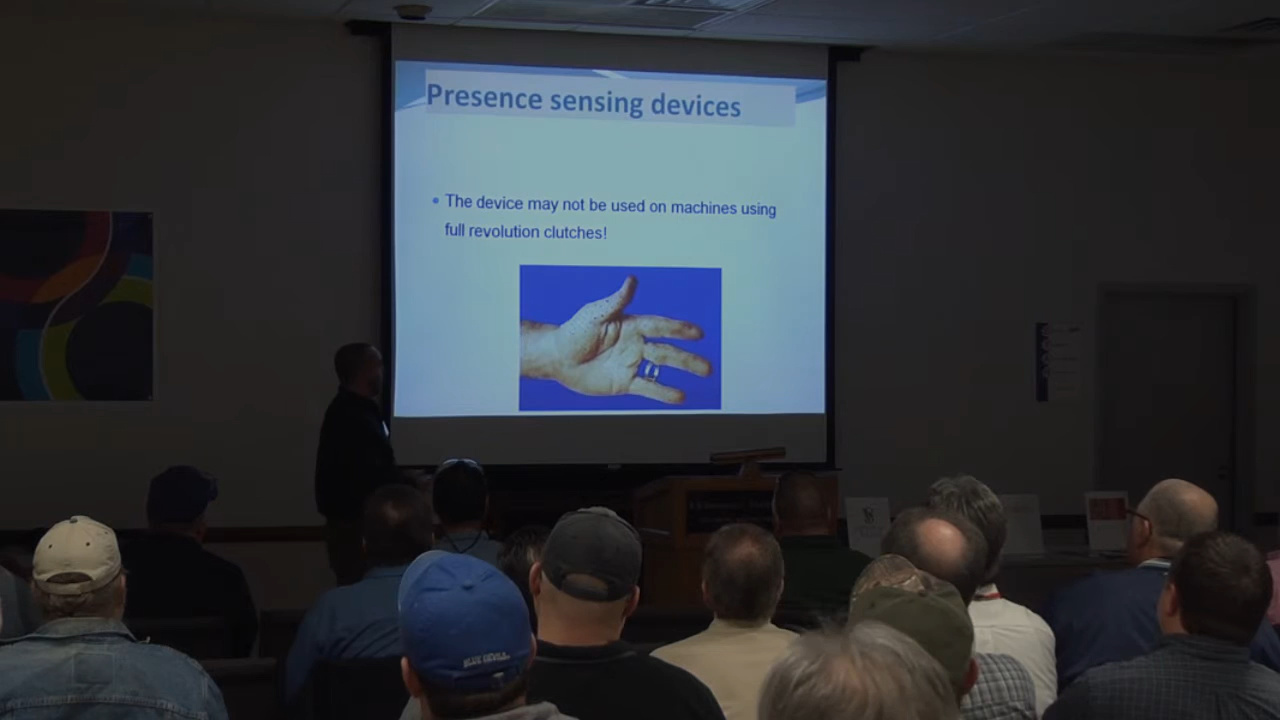 Presence sensing devices
• The device may not be used on machines using
full revolution clutches!
BLUE DEVILS